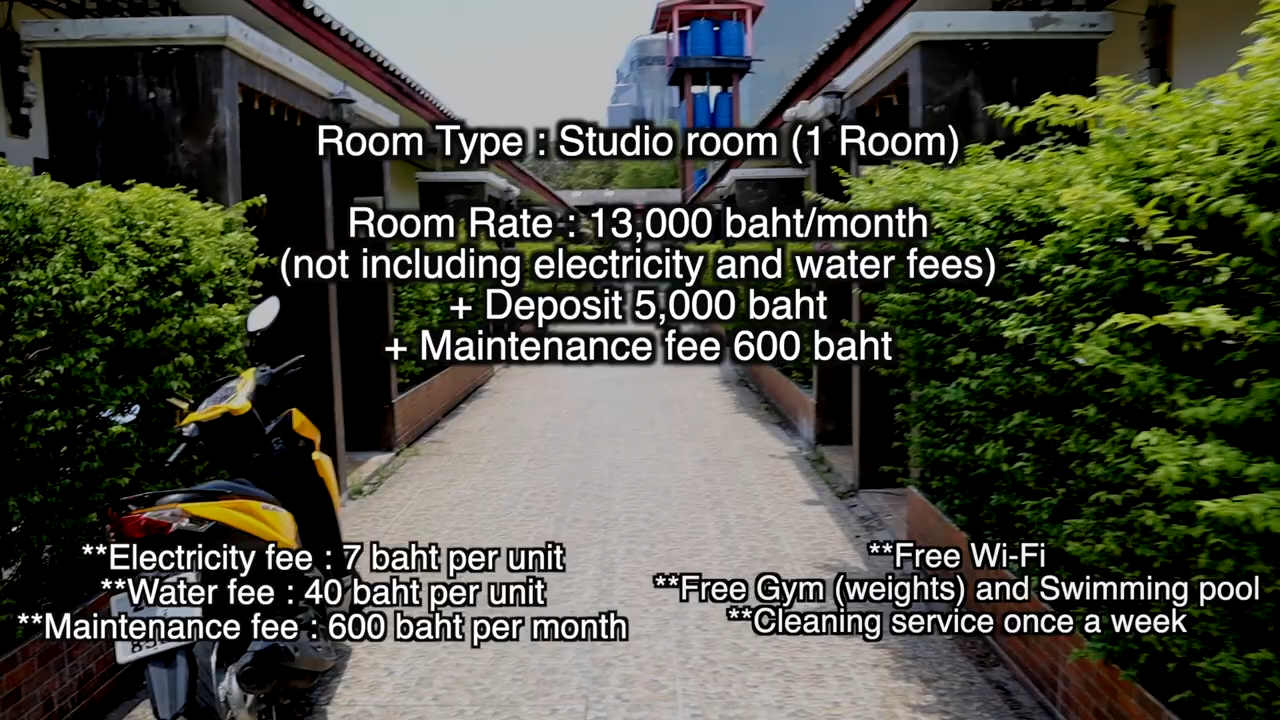 Room Type : Studio room (1 Room)
Room Rate : 13,000 baht/month
(not including electricity and water fees)
+ Deposit 5,000 baht
+ Maintenance fee 600 baht
**Electricity fee : 7 baht per unit
**Water fee : 40 baht per unit
**Maintenance fee : 600 baht per month
**Free Wi-Fi
**Free Gym (weights) and Swimming pool
**Cleaning service once a week